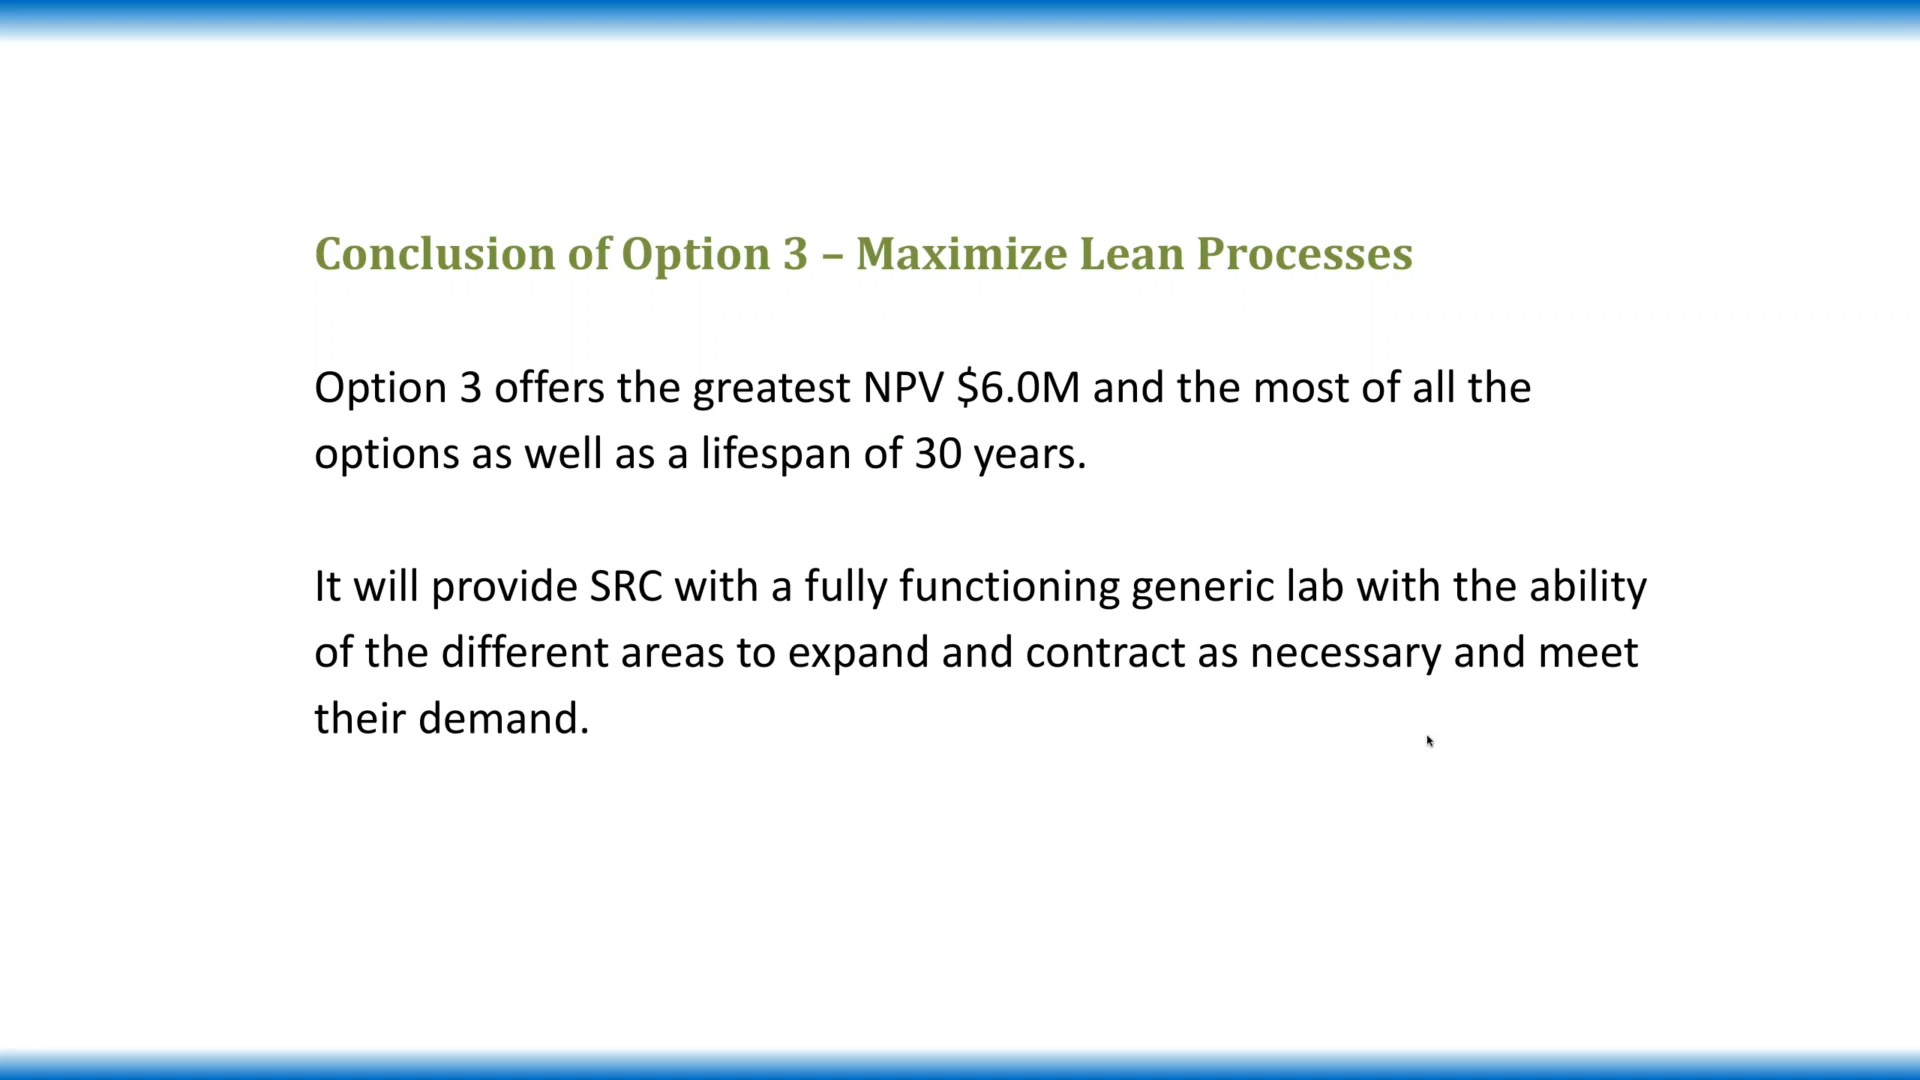 Conclusion of Option 3 – Maximize Lean Processes
Option 3 offers the greatest NPV $6.0M and the most of all the
options as well as a lifespan of 30 years.
It will provide SRC with a fully functioning generic lab with the ability
of the different areas to expand and contract as necessary and meet
their demand.